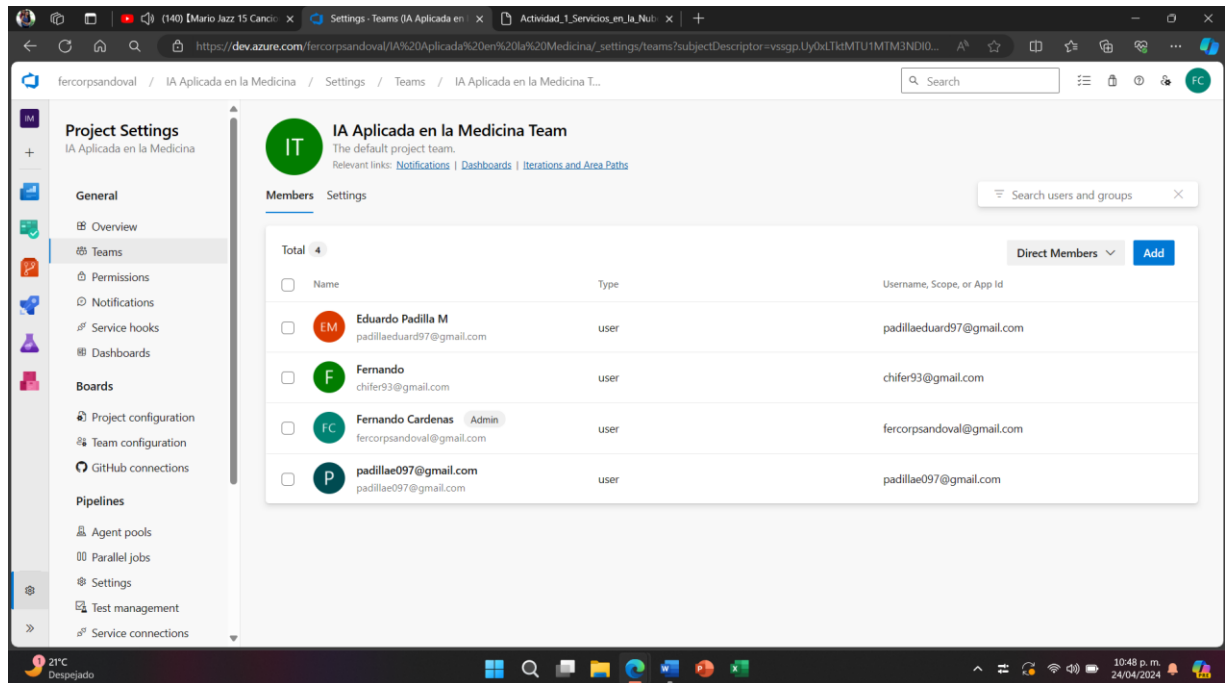 (140) [Mario Jazz 15 Cancio
Settings - Teams (IA Aplicada en
Actividad_1_Servicios_en_la_Nub
https://dev.azure.com/fercorpsandoval/IA%20Aplicada%20en%20la%20Medicina/_settings/teams?subjectDescriptor=vssgp.Uy0xLTktMTU1MTM3NDI0...
fercorpsandoval / IA Aplicada en la Medicina / Settings / Teams / IA Aplicada en la Medicina T...
Search
FC
IM
Project Settings
IA Aplicada en la Medicina
General
Overview
Teams
Permissions
Notifications
Service hooks
Dashboards
Boards
Project configuration
Team configuration
GitHub connections
Pipelines
Agent pools
Parallel jobs
Settings
Test management
Service connections
IT
IA Aplicada en la Medicina Team
The default project team.
Relevant links: Notifications | Dashboards | Iterations and Area Paths
Members Settings
Search users and groups
Total 4
Direct Members
Add
Name Type Username, Scope, or App Id
EM
Eduardo Padilla M
padillaeduard97@gmail.com
user
padillaeduard97@gmail.com
F
Fernando
chifer93@gmail.com
user
chifer93@gmail.com
FC
Fernando Cardenas Admin
fercorpsandoval@gmail.com
user
fercorpsandoval@gmail.com
P
padillae097@gmail.com
padillae097@gmail.com
user
padillae097@gmail.com
1
21°C
Despejado
10:48 p. m.
24/04/2024